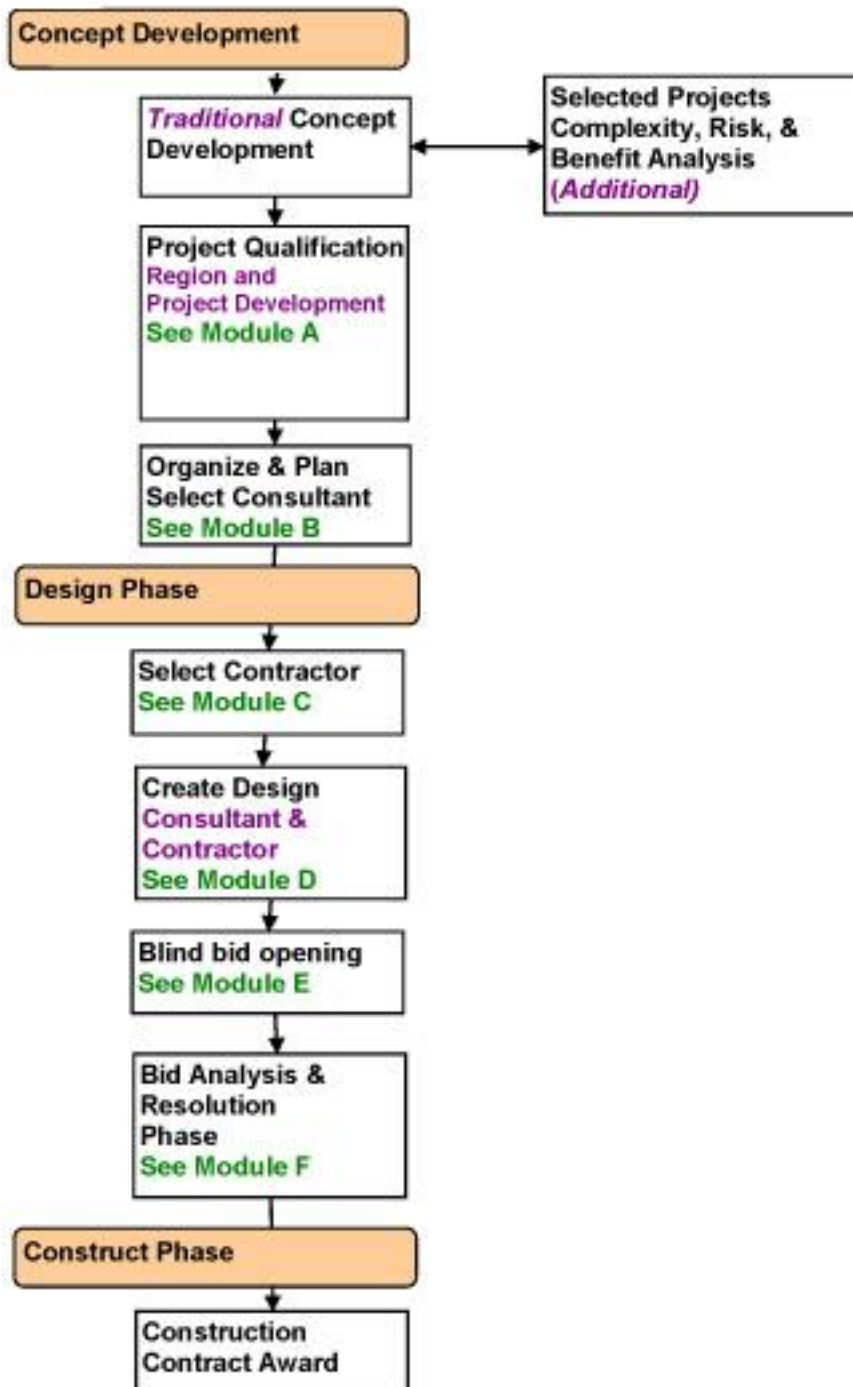 Concept Development
Traditional Concept
Development
Selected Projects
Complexity, Risk, &
Benefit Analysis
(Additional)
Project Qualification
Region and
Project Development
See Module A
Organize & Plan
Select Consultant
See Module B
Design Phase
Select Contractor
See Module C
Create Design
Consultant &
Contractor
See Module D
Blind bid opening
See Module E
Bid Analysis &
Resolution
Phase
See Module F
Construct Phase
Construction
Contract Award